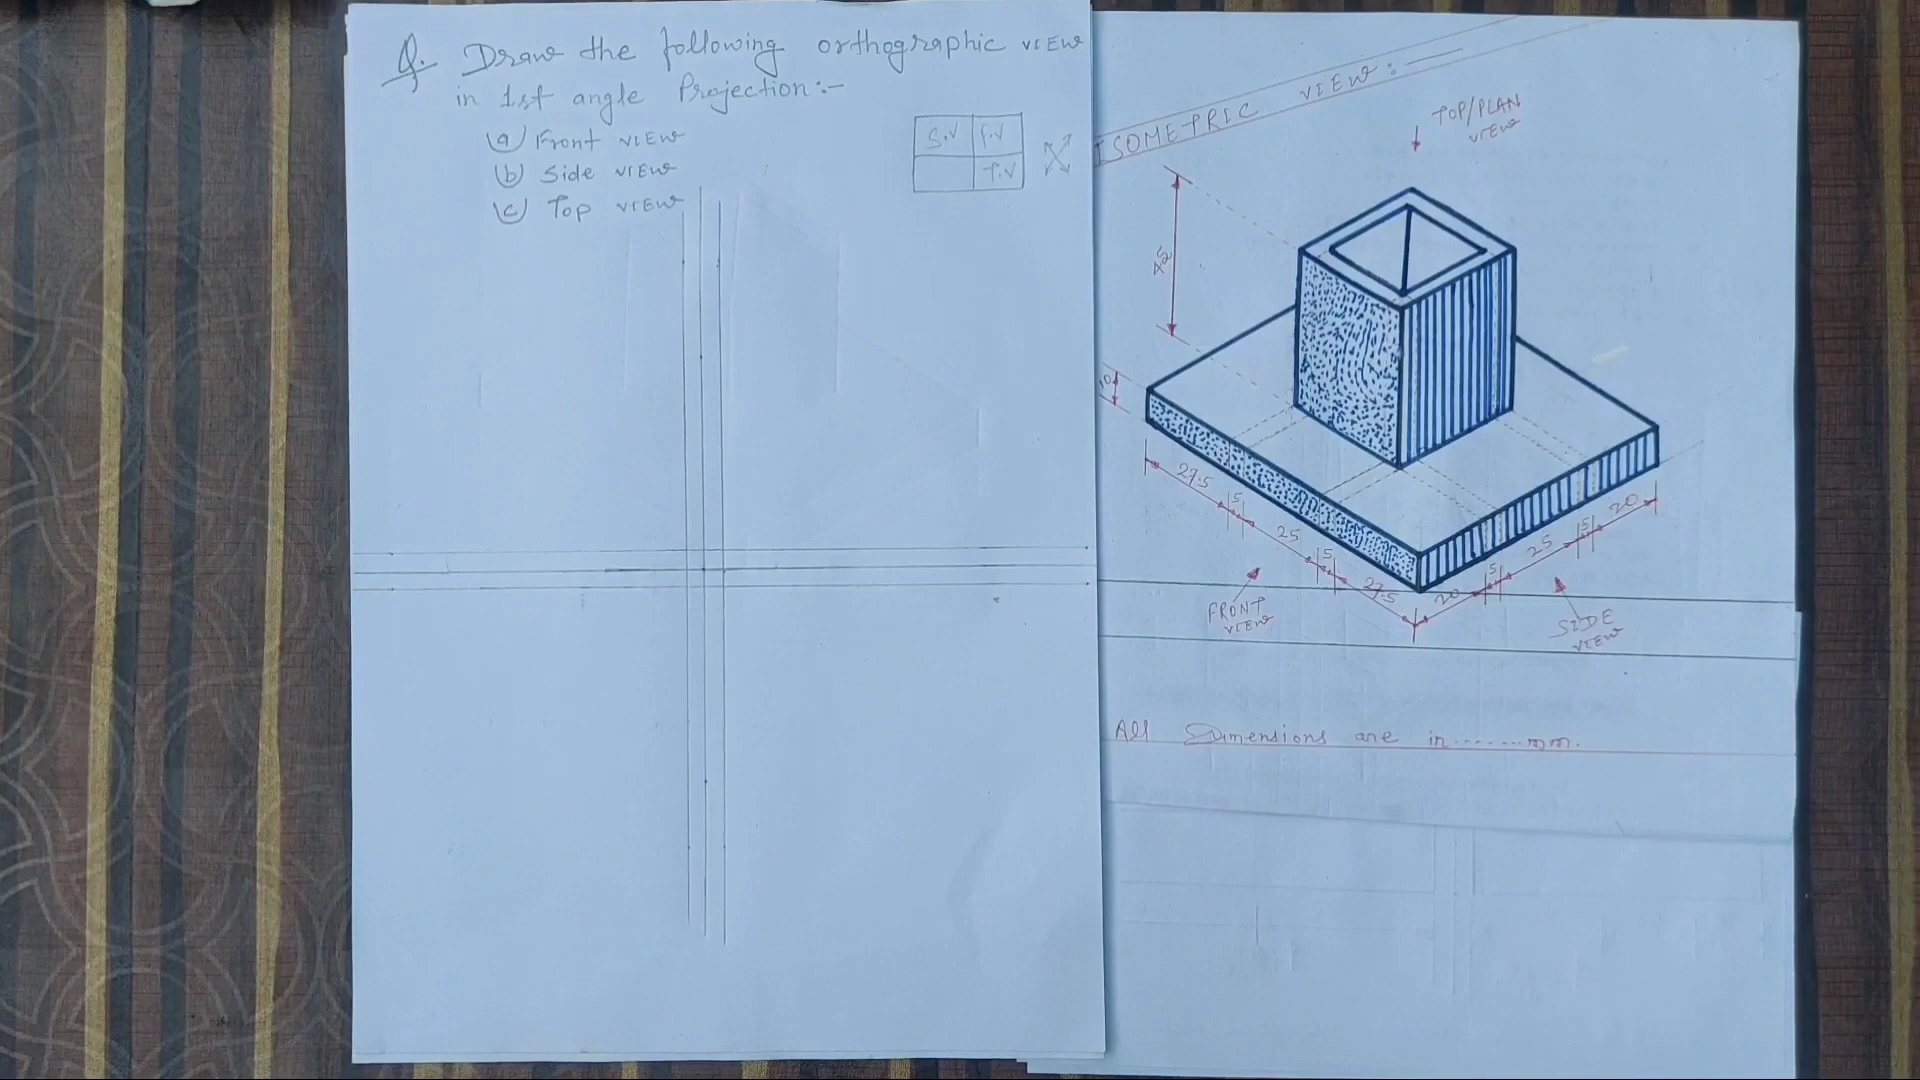 Q. Draw the following orthographic VIEW
in 1st angle Projection:-
(a) Front VIEW
(b) Side VIEW
(c) Top VIEW
S.V F.V
T.V
ISOMETRIC VIEW:-
TOP/PLAN
VIEW
45
10
27.5 5 25 5 27.5
20 5 25 5 20
FRONT
VIEW
SIDE
VIEW
All Dimensions are in.......mm.